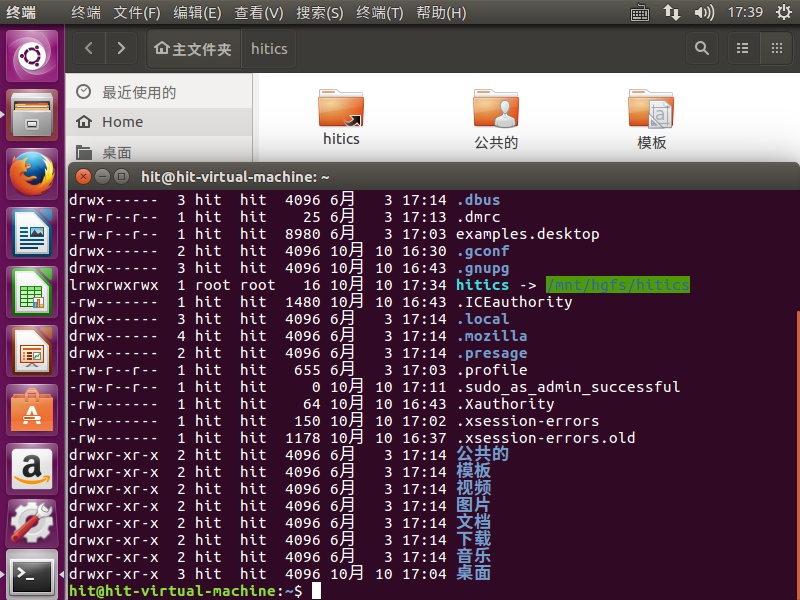 终端 终端 文件(F) 编辑(E) 查看(V) 搜索(S) 终端(T) 帮助(H) 17:39
主文件夹 hitics
最近使用的
Home
桌面
hitics 公共的 模板
hit@hit-virtual-machine: ~
drwx------ 3 hit hit 4096 6月 3 17:14 .dbus
-rw-r--r-- 1 hit hit 25 6月 3 17:13 .dmrc
-rw-r--r-- 1 hit hit 8980 6月 3 17:03 examples.desktop
drwx------ 2 hit hit 4096 10月 10 16:30 .gconf
drwx------ 3 hit hit 4096 10月 10 16:43 .gnupg
lrwxrwxrwx 1 root root 16 10月 10 17:34 hitics -> /mnt/hgfs/hitics
-rw------- 1 hit hit 1480 10月 10 16:43 .ICEauthority
drwx------ 3 hit hit 4096 6月 3 17:14 .local
drwx------ 4 hit hit 4096 6月 3 17:14 .mozilla
drwx------ 2 hit hit 4096 6月 3 17:14 .presage
-rw-r--r-- 1 hit hit 655 6月 3 17:03 .profile
-rw-r--r-- 1 hit hit 0 10月 10 17:11 .sudo_as_admin_successful
-rw------- 1 hit hit 64 10月 10 16:43 .Xauthority
-rw------- 1 hit hit 150 10月 10 17:02 .xsession-errors
-rw------- 1 hit hit 1178 10月 10 16:37 .xsession-errors.old
drwxr-xr-x 2 hit hit 4096 6月 3 17:14 公共的
drwxr-xr-x 2 hit hit 4096 6月 3 17:14 模板
drwxr-xr-x 2 hit hit 4096 6月 3 17:14 视频
drwxr-xr-x 2 hit hit 4096 6月 3 17:14 图片
drwxr-xr-x 2 hit hit 4096 6月 3 17:14 文档
drwxr-xr-x 2 hit hit 4096 6月 3 17:14 下载
drwxr-xr-x 2 hit hit 4096 6月 3 17:14 音乐
drwxr-xr-x 3 hit hit 4096 10月 10 17:04 桌面
hit@hit-virtual-machine:~$